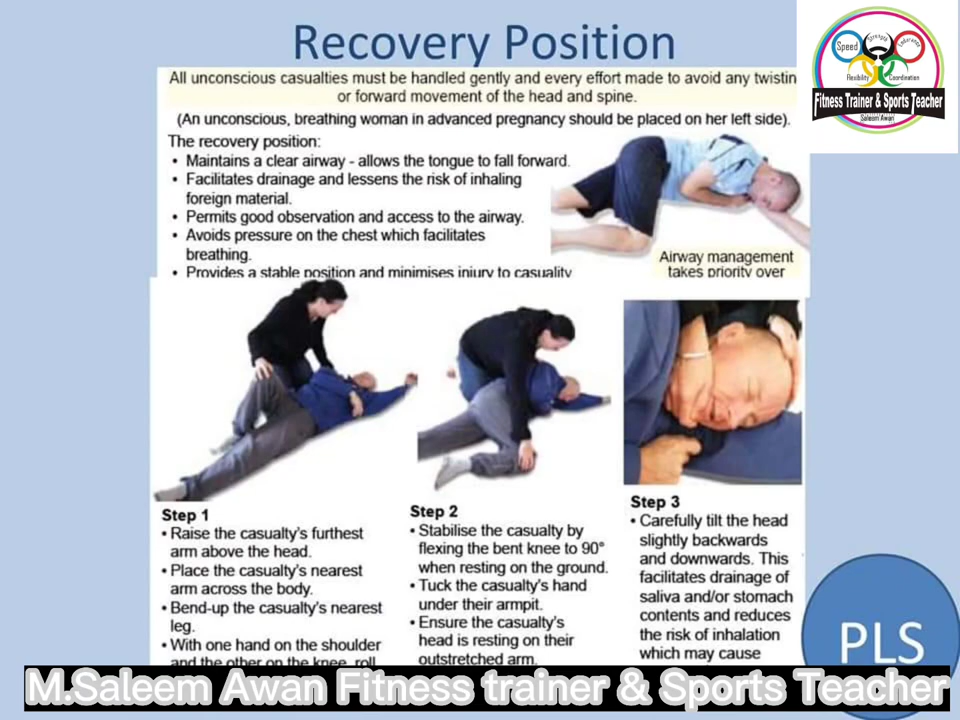 Recovery Position
Speed
Strength
Endurance
Flexibility
Coordination
Fitness Trainer & Sports Teacher
Saleem Awan
All unconscious casualties must be handled gently and every effort made to avoid any twistin
or forward movement of the head and spine.
(An unconscious, breathing woman in advanced pregnancy should be placed on her left side).
The recovery position:
• Maintains a clear airway - allows the tongue to fall forward.
• Facilitates drainage and lessens the risk of inhaling
foreign material.
• Permits good observation and access to the airway.
• Avoids pressure on the chest which facilitates
breathing.
• Provides a stable position and minimises injury to casualty
Airway management
takes priority over
Step 1
• Raise the casualty's furthest
arm above the head.
• Place the casualty's nearest
arm across the body.
• Bend-up the casualty's nearest
leg.
• With one hand on the shoulder
and the other on the knee, roll
Step 2
• Stabilise the casualty by
flexing the bent knee to 90°
when resting on the ground.
• Tuck the casualty's hand
under their armpit.
• Ensure the casualty's
head is resting on their
outstretched arm.
Step 3
• Carefully tilt the head
slightly backwards
and downwards. This
facilitates drainage of
saliva and/or stomach
contents and reduces
the risk of inhalation
which may cause
PLS
M.Saleem Awan Fitness trainer & Sports Teacher